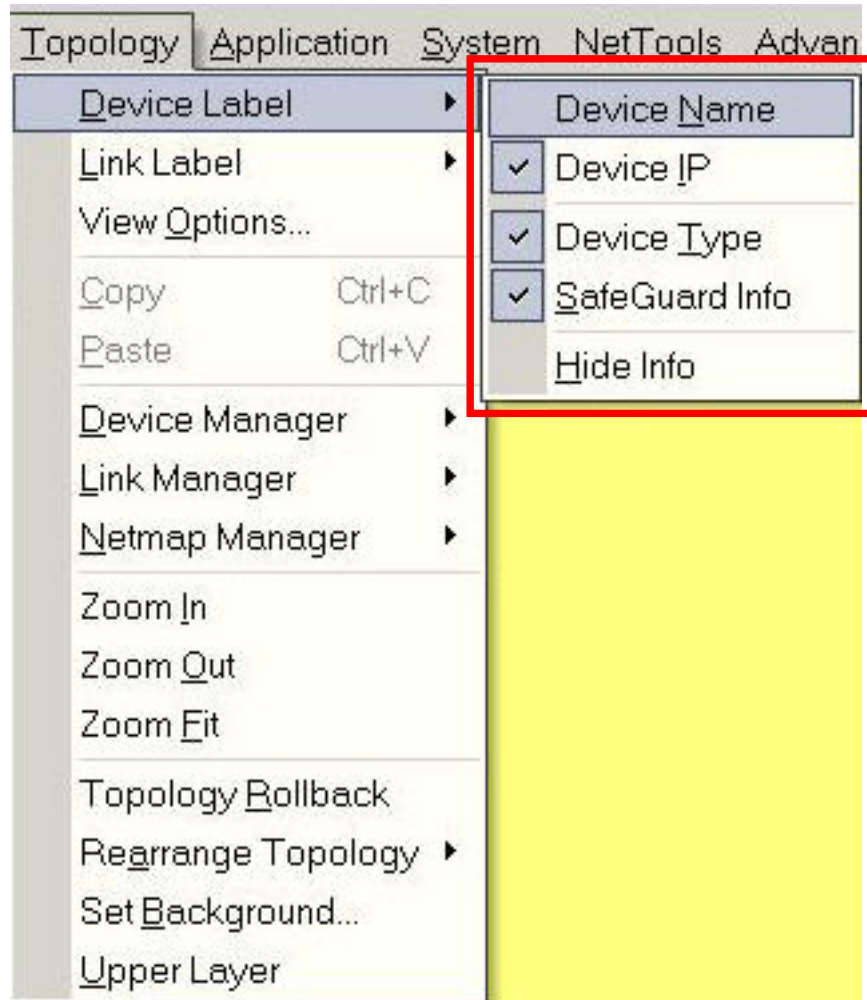 Topology Application System NetTools Advan
Device Label
Device Name
Link Label
Device IP
View Options...
Device Type
Copy Ctrl+C
SafeGuard Info
Paste Ctrl+V
Hide Info
Device Manager
Link Manager
Netmap Manager
Zoom In
Zoom Out
Zoom Fit
Topology Rollback
Rearrange Topology
Set Background...
Upper Layer